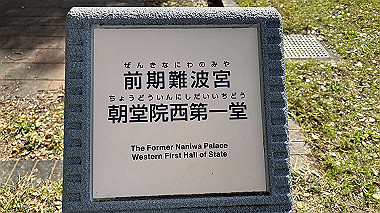 ぜんきなにわのみや
前期難波宮
ちょうどういんにしだいいちどう
朝堂院西第一堂
The Former Naniwa Palace
Western First Hall of State